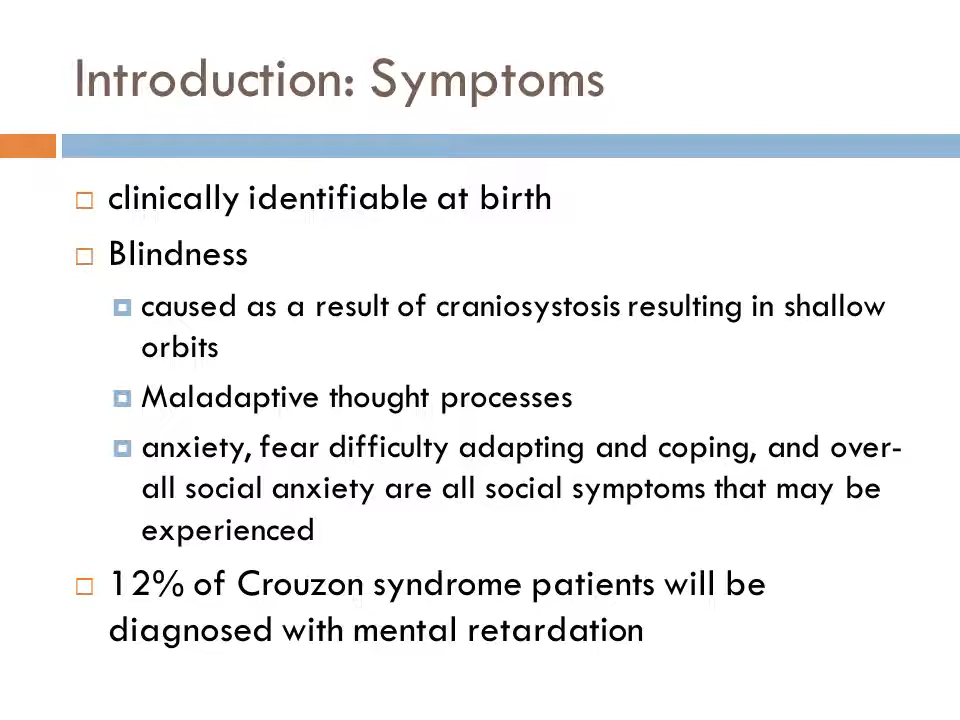 Introduction: Symptoms
clinically identifiable at birth
Blindness
caused as a result of craniosystosis resulting in shallow
orbits
Maladaptive thought processes
anxiety, fear difficulty adapting and coping, and over-
all social anxiety are all social symptoms that may be
experienced
12% of Crouzon syndrome patients will be
diagnosed with mental retardation